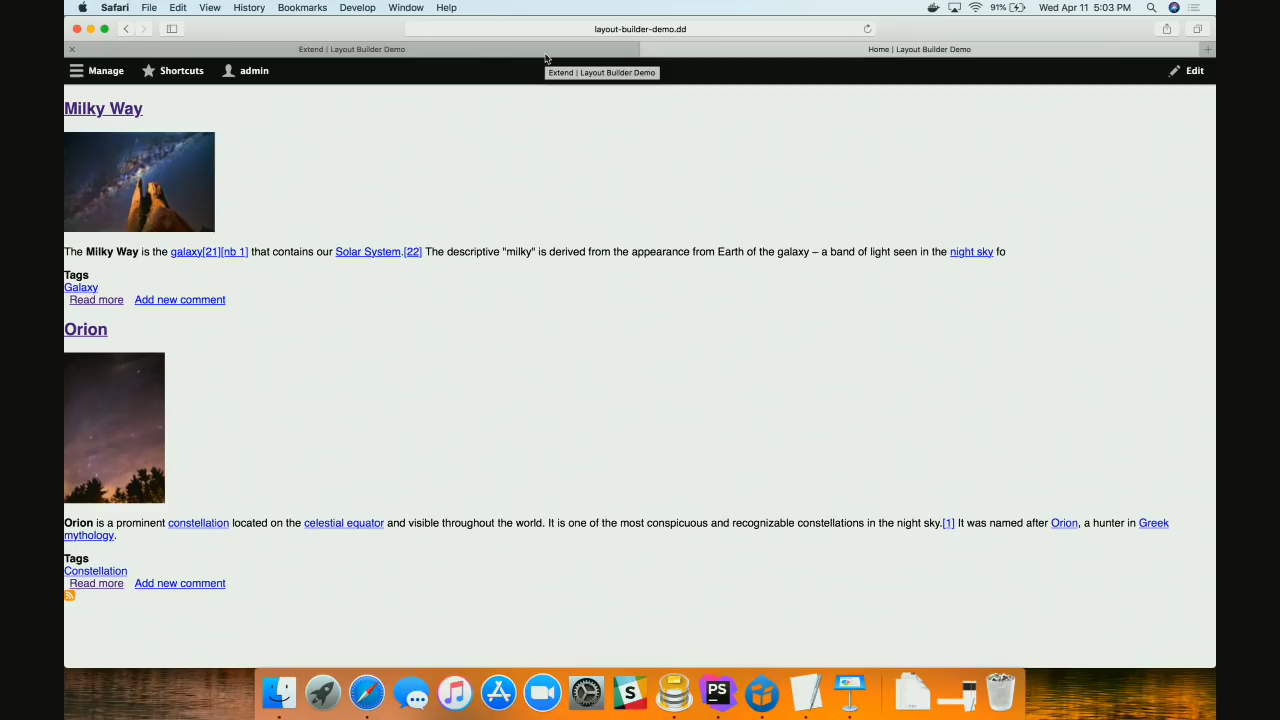 Safari File Edit View History Bookmarks Develop Window Help 91% Wed Apr 11 5:03 PM
layout-builder-demo.dd
Extend | Layout Builder Demo Home | Layout Builder Demo
Manage Shortcuts admin Extend | Layout Builder Demo Edit
Milky Way
The Milky Way is the galaxy[21][nb 1] that contains our Solar System.[22] The descriptive "milky" is derived from the appearance from Earth of the galaxy – a band of light seen in the night sky fo
Tags
Galaxy
Read more Add new comment
Orion
Orion is a prominent constellation located on the celestial equator and visible throughout the world. It is one of the most conspicuous and recognizable constellations in the night sky.[1] It was named after Orion, a hunter in Greek
mythology.
Tags
Constellation
Read more Add new comment
S PS